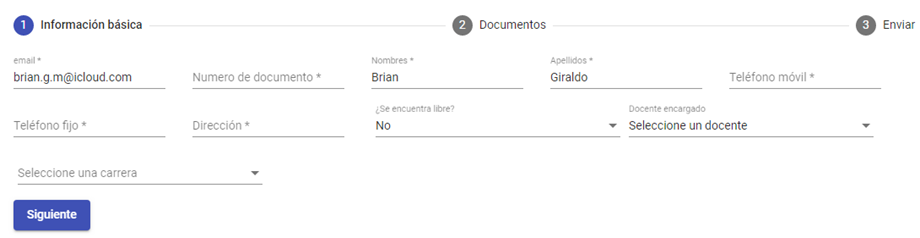 1 Información básica 2 Documentos 3 Enviar
email * Nombres * Apellidos *
brian.g.m@icloud.com Numero de documento * Brian Giraldo Teléfono móvil *
¿Se encuentra libre? Docente encargado
Teléfono fijo * Dirección * No Seleccione un docente
Seleccione una carrera
Siguiente